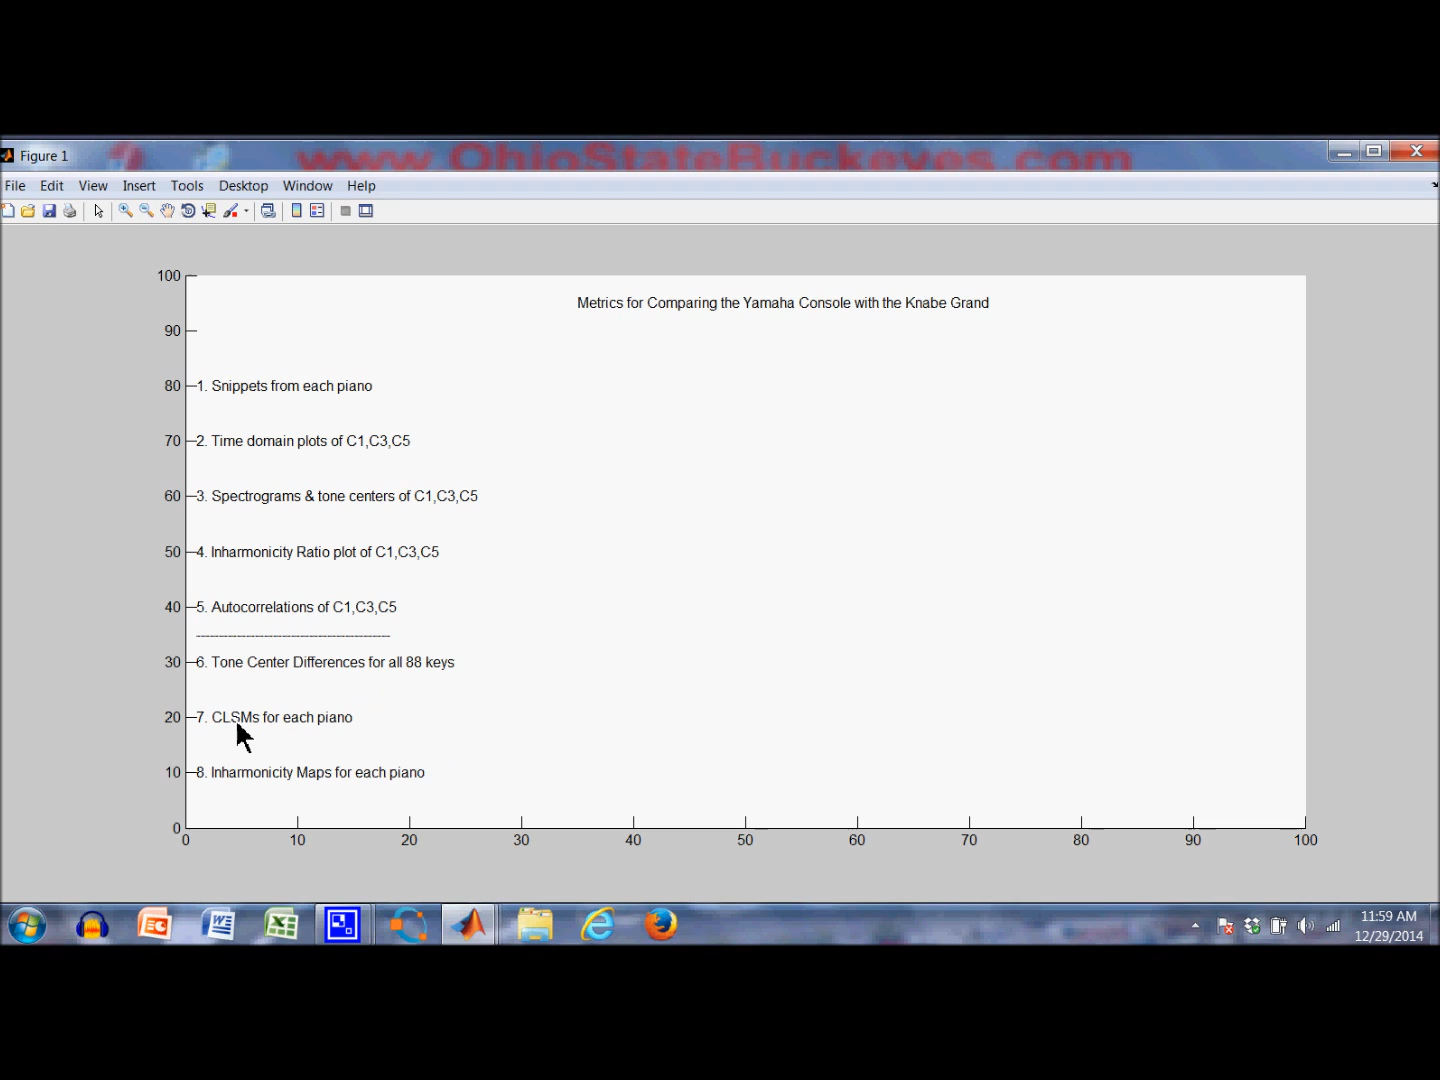 www.OhioStateBuckeyes.com
Figure 1
File Edit View Insert Tools Desktop Window Help
100
Metrics for Comparing the Yamaha Console with the Knabe Grand
90
80 1. Snippets from each piano
70 2. Time domain plots of C1,C3,C5
60 3. Spectrograms & tone centers of C1,C3,C5
50 4. Inharmonicity Ratio plot of C1,C3,C5
40 5. Autocorrelations of C1,C3,C5
------------------------------------------------
30 6. Tone Center Differences for all 88 keys
20 7. CLSMs for each piano
10 8. Inharmonicity Maps for each piano
0
0 10 20 30 40 50 60 70 80 90 100
11:59 AM
12/29/2014